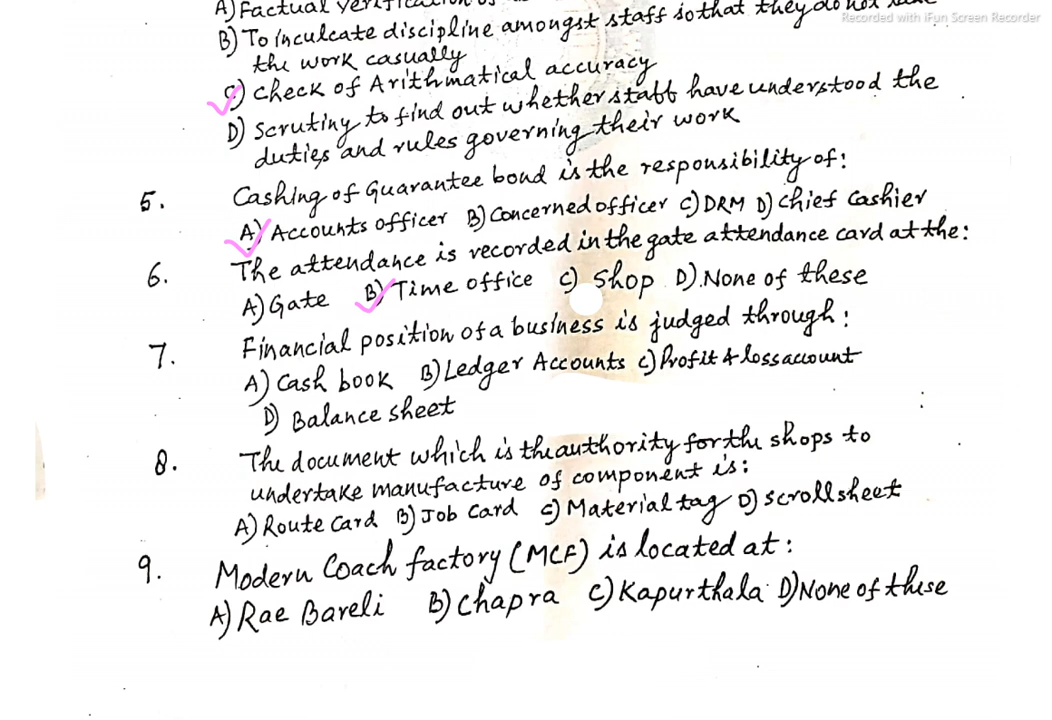 A) Factual
Recorded with iFun Screen Recorder
B) To inculcate discipline amongst staff so that they do not
the work casually
C) check of Arithmatical accuracy
D) Scrutiny to find out whether staff have understood the
duties and rules governing their work
5. Cashing of Guarantee bond is the responsibility of:
A) Accounts officer B) Concerned officer C) DRM D) Chief Cashier
6. The attendance is recorded in the gate attendance card at the:
A) Gate B) Time office C) Shop D) None of these
7. Financial position of a business is judged through:
A) Cash book B) Ledger Accounts C) Profit & loss account
D) Balance sheet
8. The document which is the authority for the shops to
undertake manufacture of component is:
A) Route Card B) Job Card C) Material tag D) Scroll sheet
9. Modern Coach factory (MCF) is located at:
A) Rae Bareli B) Chapra C) Kapurthala D) None of these